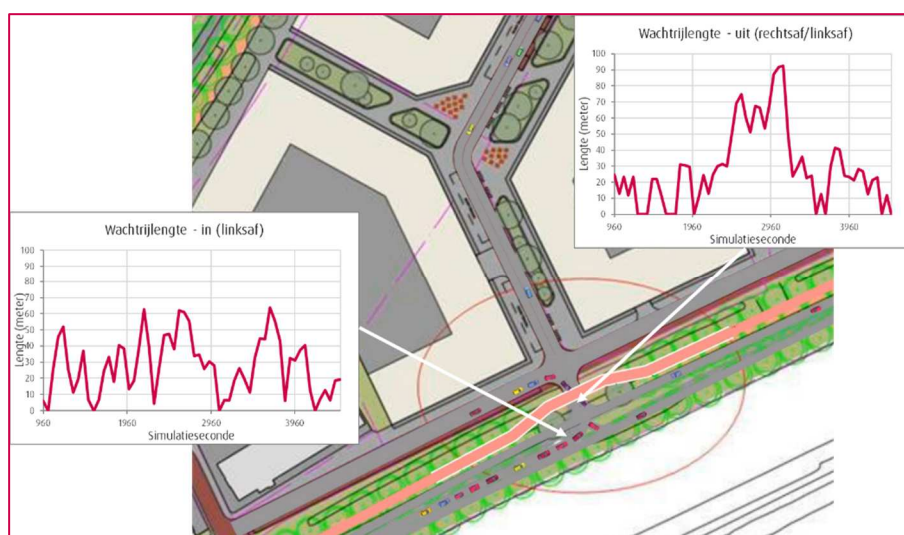 Wachtrijlengte - uit (rechtsaf/linksaf)
100
90
80
70
60
50
40
30
20
10
0
Lengte (meter)
960 1960 2960 3960
Simulatieseconde
Wachtrijlengte - in (linksaf)
100
90
80
70
60
50
40
30
20
10
0
Lengte (meter)
960 1960 2960 3960
Simulatieseconde